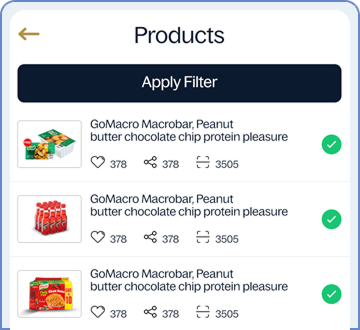 Products
Apply Filter
GoMacro Macrobar, Peanut
butter chocolate chip protein pleasure
378 378 3505
GoMacro Macrobar, Peanut
butter chocolate chip protein pleasure
378 378 3505
GoMacro Macrobar, Peanut
butter chocolate chip protein pleasure
378 378 3505